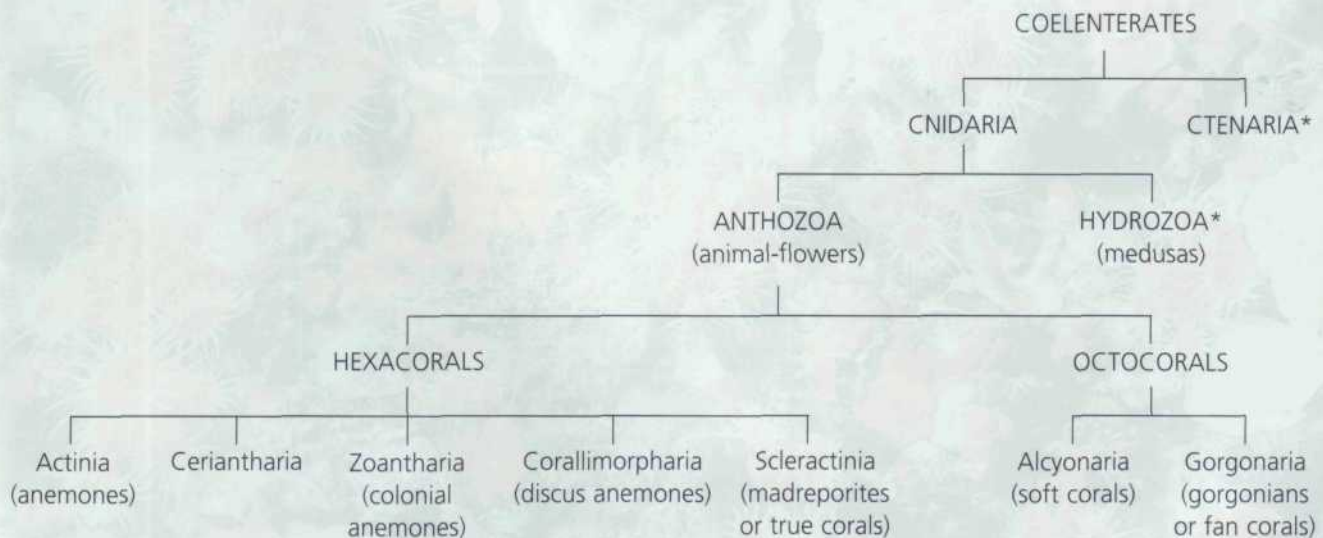 COELENTERATES
CNIDARIA
CTENARIA*
ANTHOZOA
(animal-flowers)
HYDROZOA*
(medusas)
HEXACORALS
OCTOCORALS
Actinia
(anemones)
Ceriantharia
Zoantharia
(colonial
anemones)
Corallimorpharia
(discus anemones)
Scleractinia
(madreporites
or true corals)
Alcyonaria
(soft corals)
Gorgonaria
(gorgonians
or fan corals)